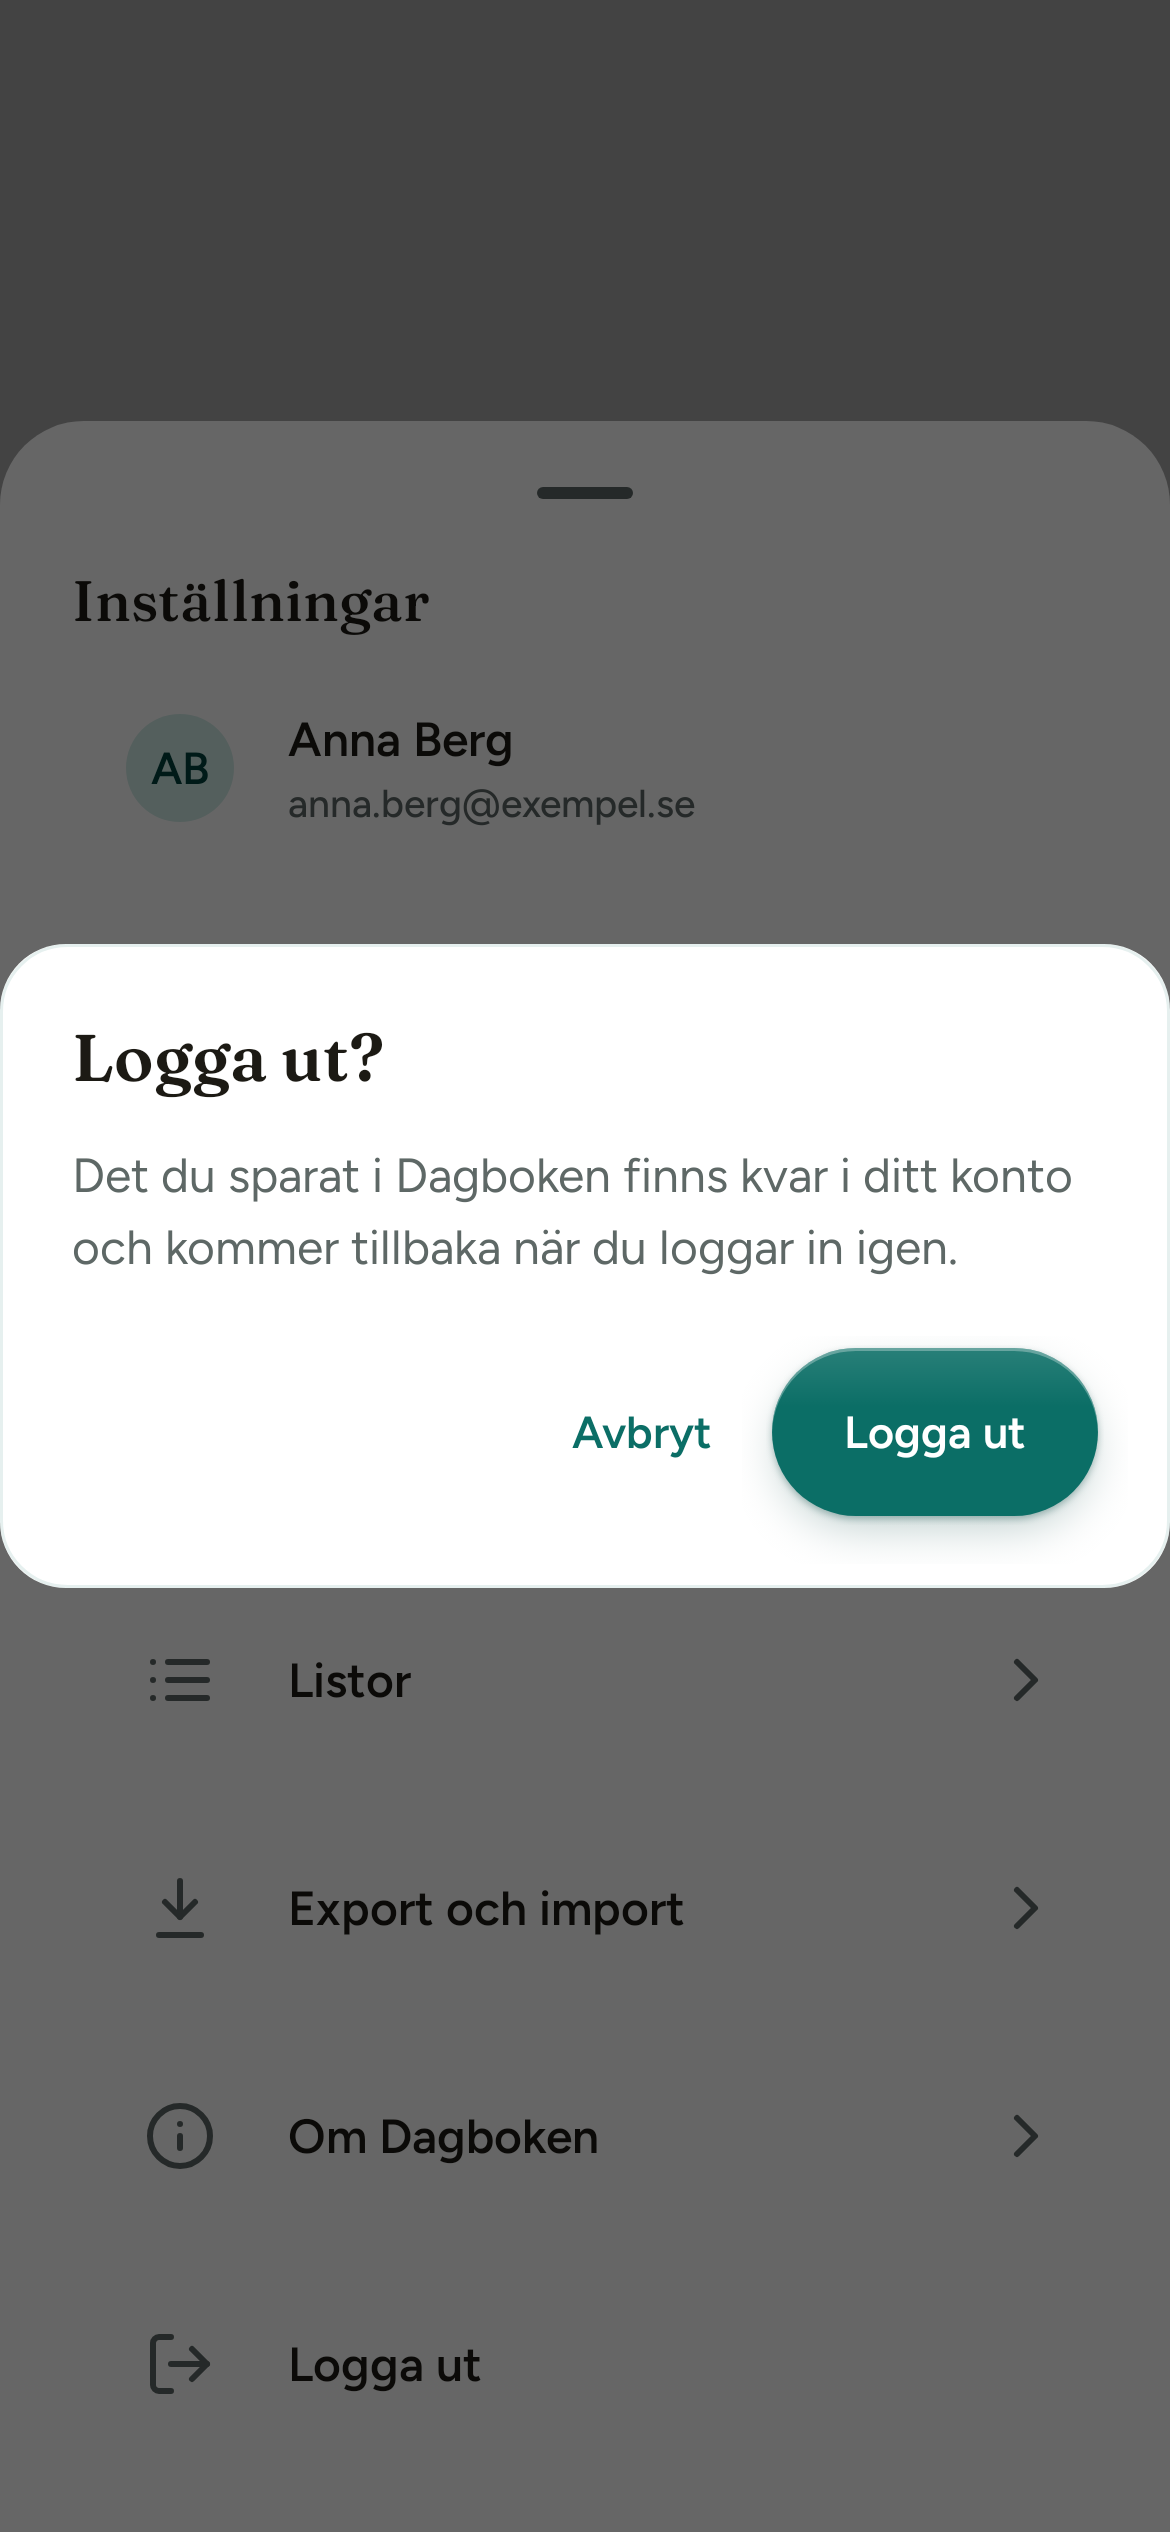 Inställningar
AB
Anna Berg
anna.berg@exempel.se
Logga ut?
Det du sparat i Dagboken finns kvar i ditt konto
och kommer tillbaka när du loggar in igen.
Avbryt
Logga ut
Listor
Export och import
Om Dagboken
Logga ut